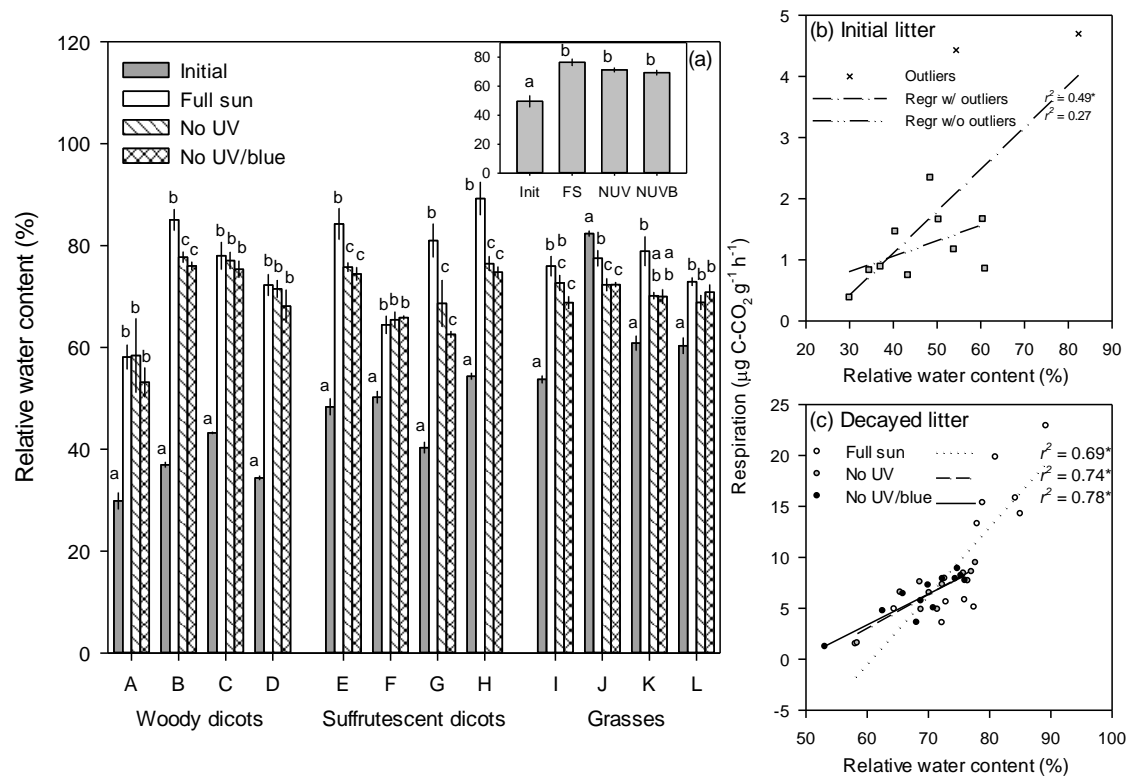 (a)
Relative water content (%)
120
100
80
60
40
20
0
Initial
Full sun
No UV
No UV/blue
80
60
40
20
0
a
b
b
b
Init
FS
NUV
NUVB
a
b
b
b
a
b
c
c
a
b
b
b
a
b
b
b
a
b
c
c
a
b
b
b
a
b
c
c
a
b
c
c
a
b
b
c
c
a
b
c
c
a
b
a
a
a
a
b
b
b
A
B
C
D
E
F
G
H
I
J
K
L
Woody dicots
Suffrutescent dicots
Grasses
Respiration (µg C-CO2 g-1 h-1)
(b) Initial litter
5
4
3
2
1
0
Outliers
Regr w/ outliers
r2 = 0.49*
Regr w/o outliers
r2 = 0.27
20
30
40
50
60
70
80
90
Relative water content (%)
(c) Decayed litter
25
20
15
10
5
0
-5
Full sun
r2 = 0.69*
No UV
r2 = 0.74*
No UV/blue
r2 = 0.78*
50
60
70
80
90
100
Relative water content (%)